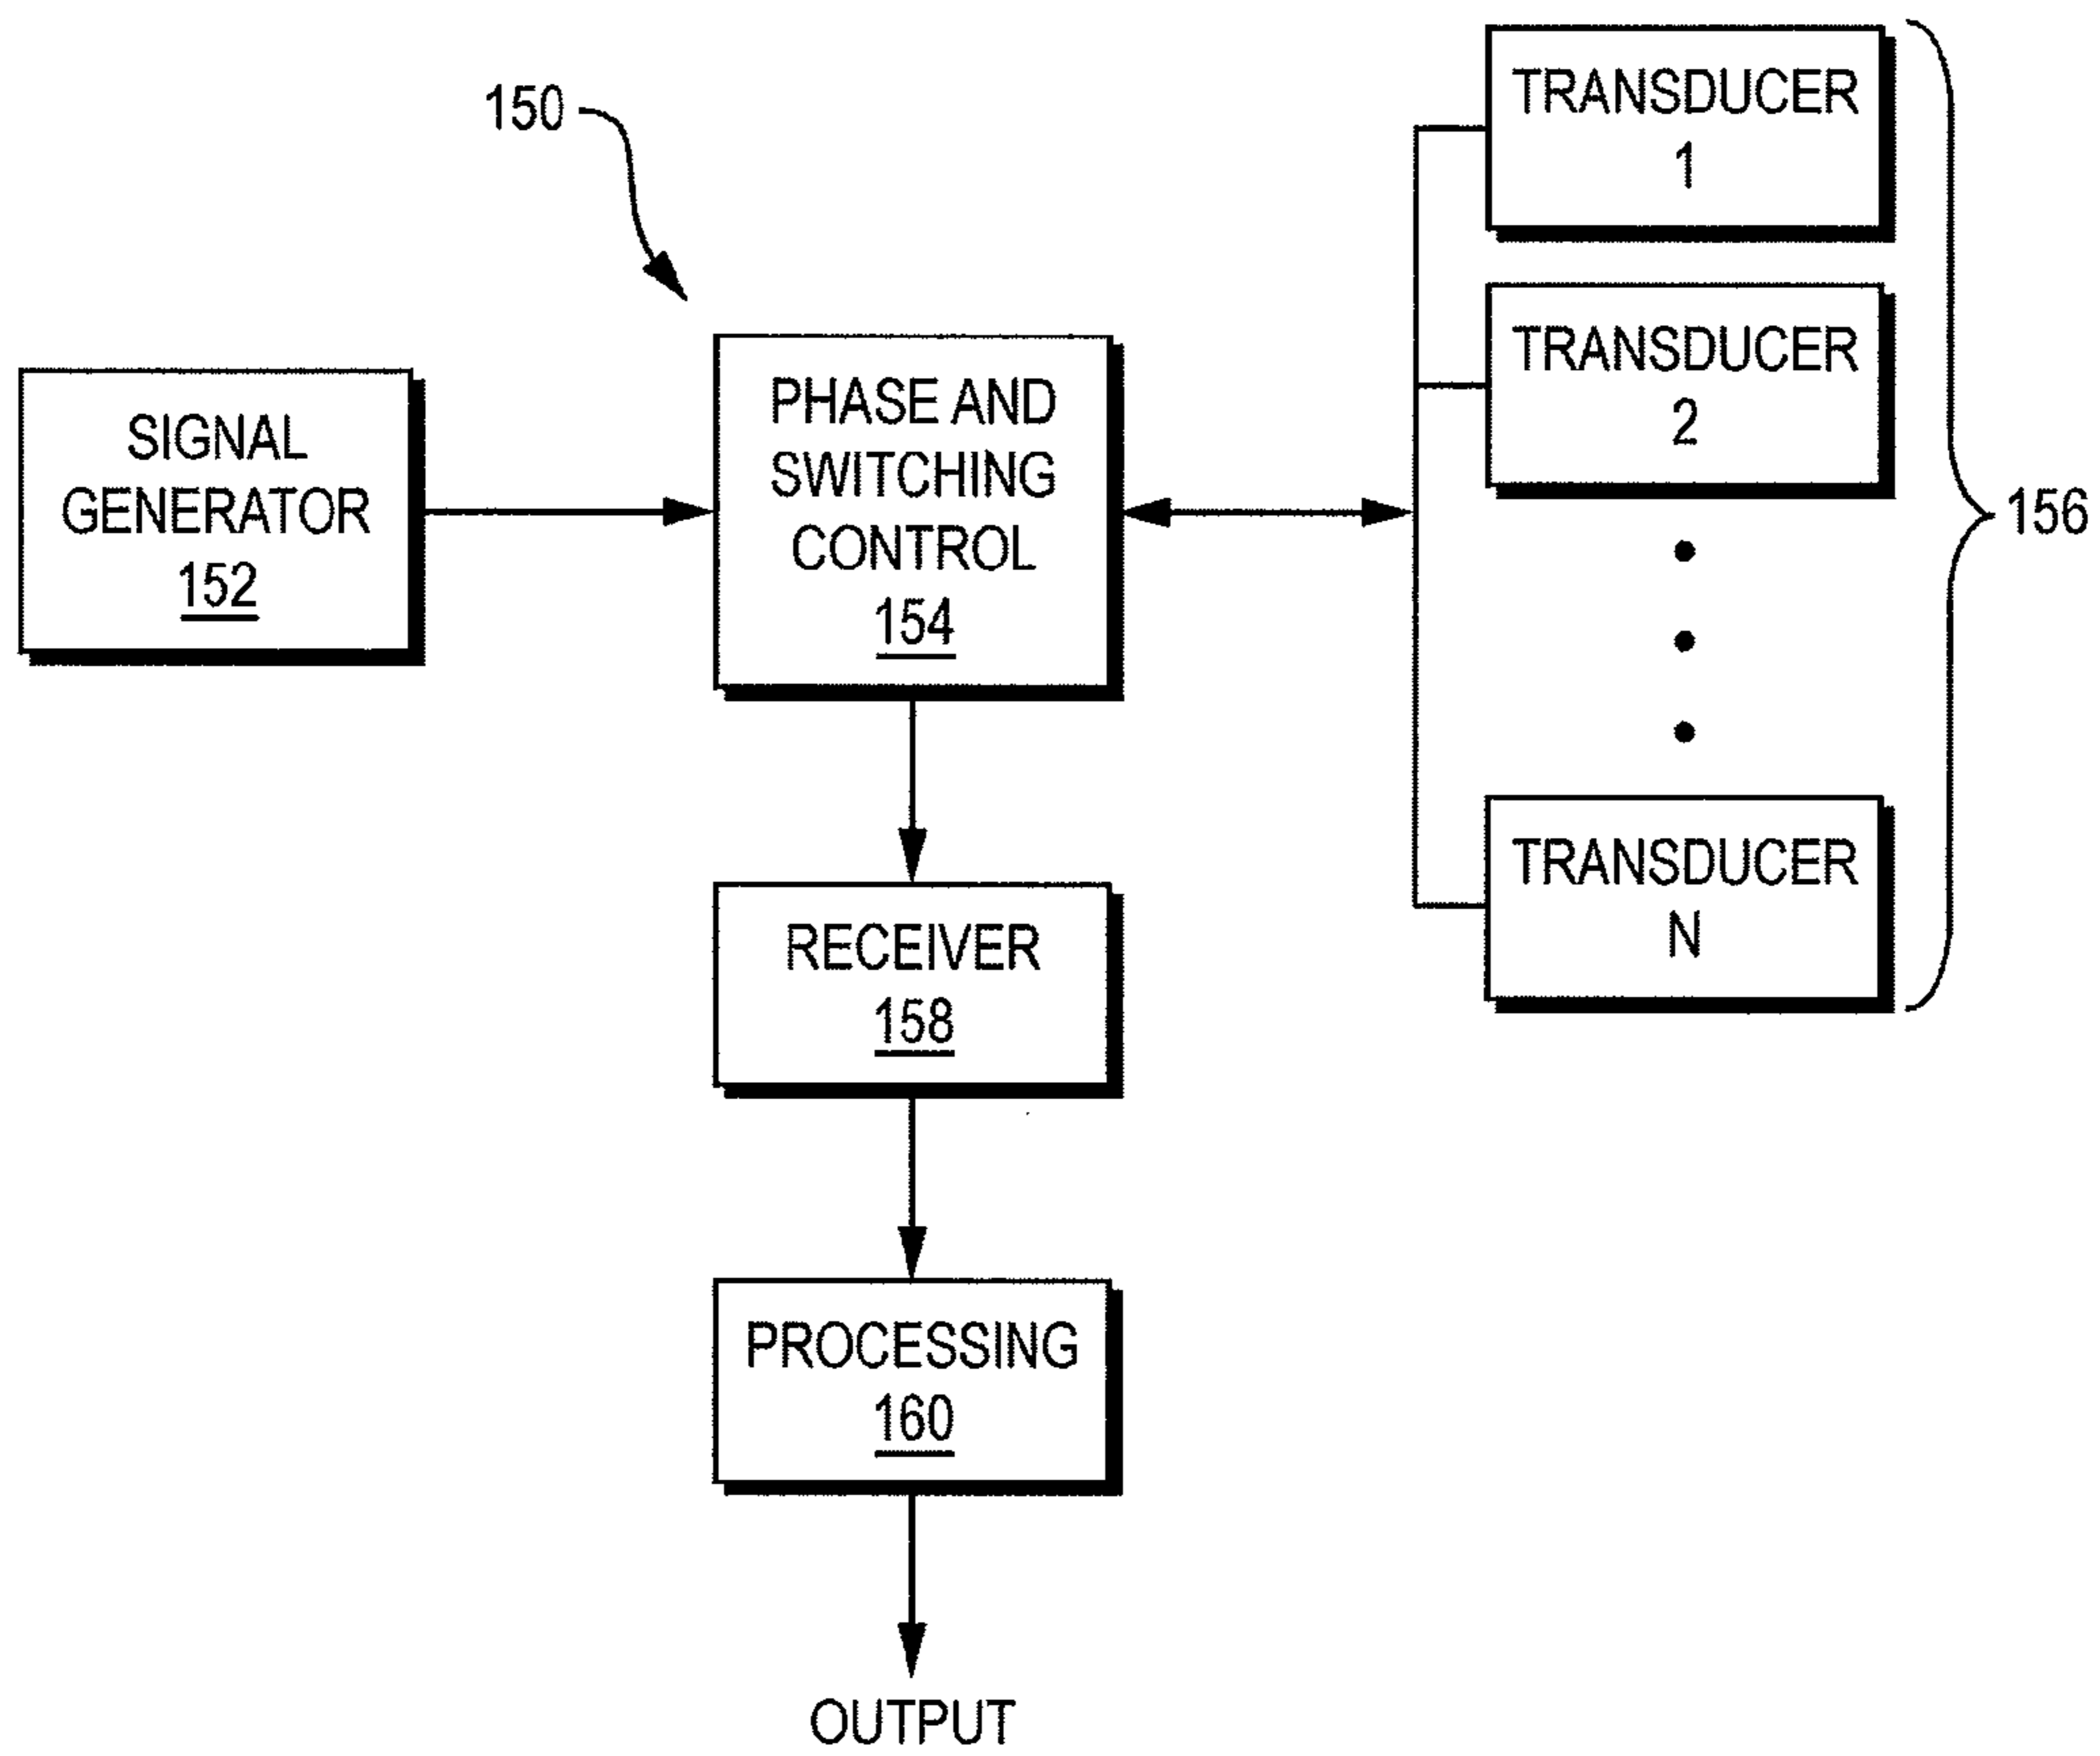 150
SIGNAL
GENERATOR
152
PHASE AND
SWITCHING
CONTROL
154
TRANSDUCER
1
TRANSDUCER
2
TRANSDUCER
N
156
RECEIVER
158
PROCESSING
160
OUTPUT